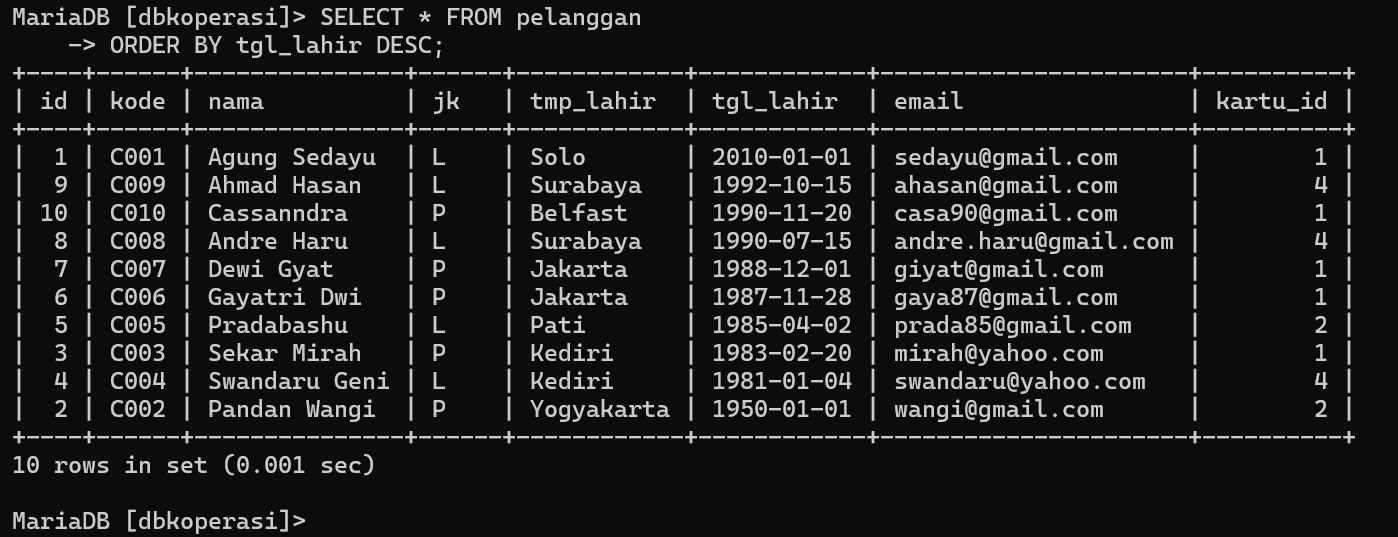 MariaDB [dbkoperasi]> SELECT * FROM pelanggan
    -> ORDER BY tgl_lahir DESC;
+----+------+---------------+------+------------+------------+----------------------+----------+
| id | kode | nama          | jk   | tmp_lahir  | tgl_lahir  | email                | kartu_id |
+----+------+---------------+------+------------+------------+----------------------+----------+
|  1 | C001 | Agung Sedayu  | L    | Solo       | 2010-01-01 | sedayu@gmail.com     |        1 |
|  9 | C009 | Ahmad Hasan   | L    | Surabaya   | 1992-10-15 | ahasan@gmail.com     |        4 |
| 10 | C010 | Cassanndra    | P    | Belfast    | 1990-11-20 | casa90@gmail.com     |        1 |
|  8 | C008 | Andre Haru    | L    | Surabaya   | 1990-07-15 | andre.haru@gmail.com |        4 |
|  7 | C007 | Dewi Gyat     | P    | Jakarta    | 1988-12-01 | giyat@gmail.com      |        1 |
|  6 | C006 | Gayatri Dwi   | P    | Jakarta    | 1987-11-28 | gaya87@gmail.com     |        1 |
|  5 | C005 | Pradabashu    | L    | Pati       | 1985-04-02 | prada85@gmail.com    |        2 |
|  3 | C003 | Sekar Mirah   | P    | Kediri     | 1983-02-20 | mirah@yahoo.com      |        1 |
|  4 | C004 | Swandaru Geni | L    | Kediri     | 1981-01-04 | swandaru@yahoo.com   |        4 |
|  2 | C002 | Pandan Wangi  | P    | Yogyakarta | 1950-01-01 | wangi@gmail.com      |        2 |
+----+------+---------------+------+------------+------------+----------------------+----------+
10 rows in set (0.001 sec)

MariaDB [dbkoperasi]>